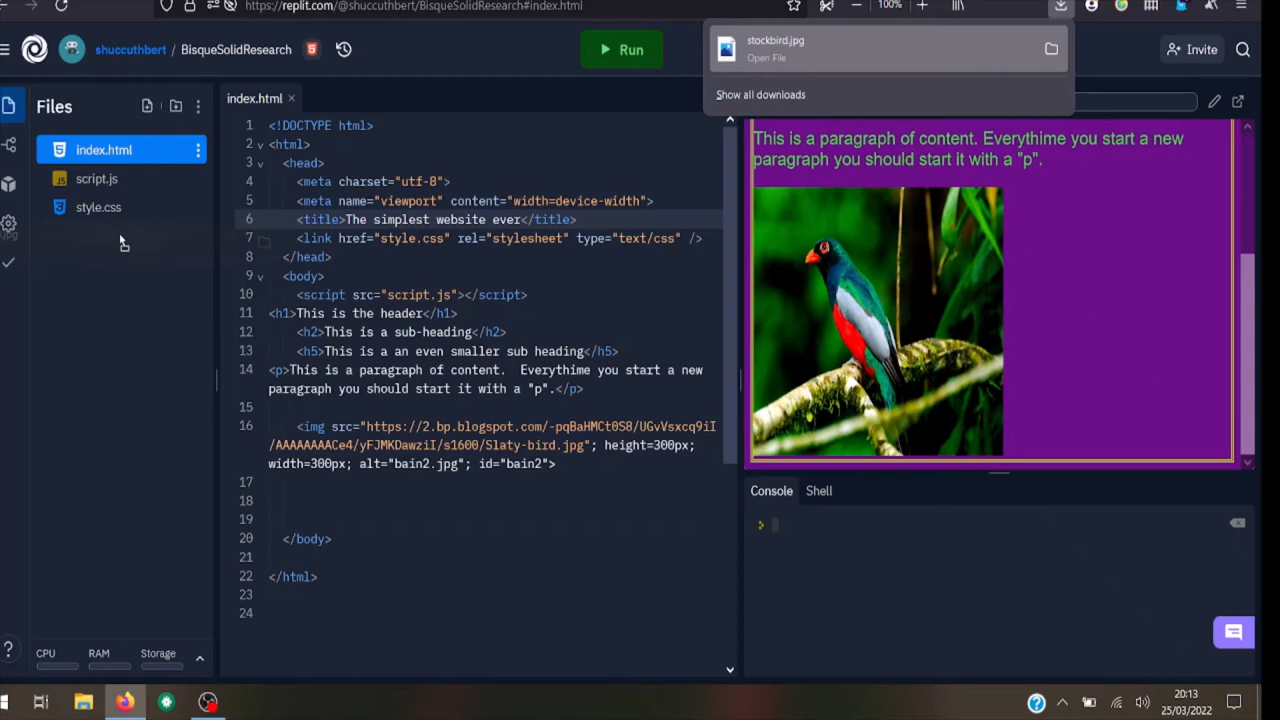 https://replit.com/@shuccuthbert/BisqueSolidResearch#index.html
100%
shuccuthbert / BisqueSolidResearch
Run
stockbird.jpg
Open File
Show all downloads
Invite
Files
index.html
script.js
style.css
index.html
1 <!DOCTYPE html>
2 <html>
3 <head>
4 <meta charset="utf-8">
5 <meta name="viewport" content="width=device-width">
6 <title>The simplest website ever</title>
7 <link href="style.css" rel="stylesheet" type="text/css" />
8 </head>
9 <body>
10 <script src="script.js"></script>
11 <h1>This is the header</h1>
12 <h2>This is a sub-heading</h2>
13 <h5>This is a an even smaller sub heading</h5>
14 <p>This is a paragraph of content.  Everythime you start a new
paragraph you should start it with a "p".</p>
15
16 <img src="https://2.bp.blogspot.com/-pqBaHMCt0S8/UGvVsxcq9iI
/AAAAAAAACe4/yFJMKDawziI/s1600/Slaty-bird.jpg"; height=300px;
width=300px; alt="bain2.jpg"; id="bain2">
17
18
19
20 </body>
21
22 </html>
23
24
This is a paragraph of content. Everythime you start a new
paragraph you should start it with a "p".
Console
Shell
CPU
RAM
Storage
20:13
25/03/2022